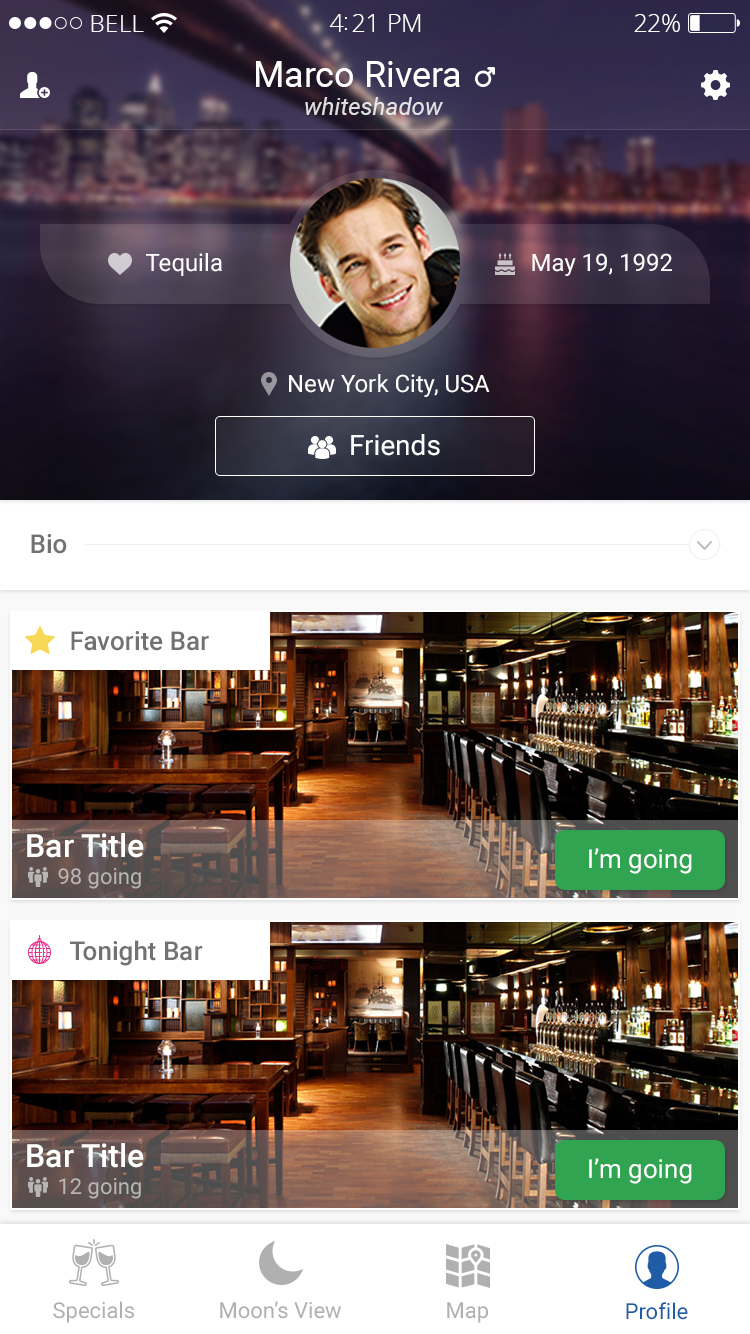 BELL 4:21 PM 22%
Marco Rivera
whiteshadow
Tequila
May 19, 1992
New York City, USA
Friends
Bio
Favorite Bar
Bar Title
98 going
I'm going
Tonight Bar
Bar Title
12 going
I'm going
Specials Moon's View Map Profile